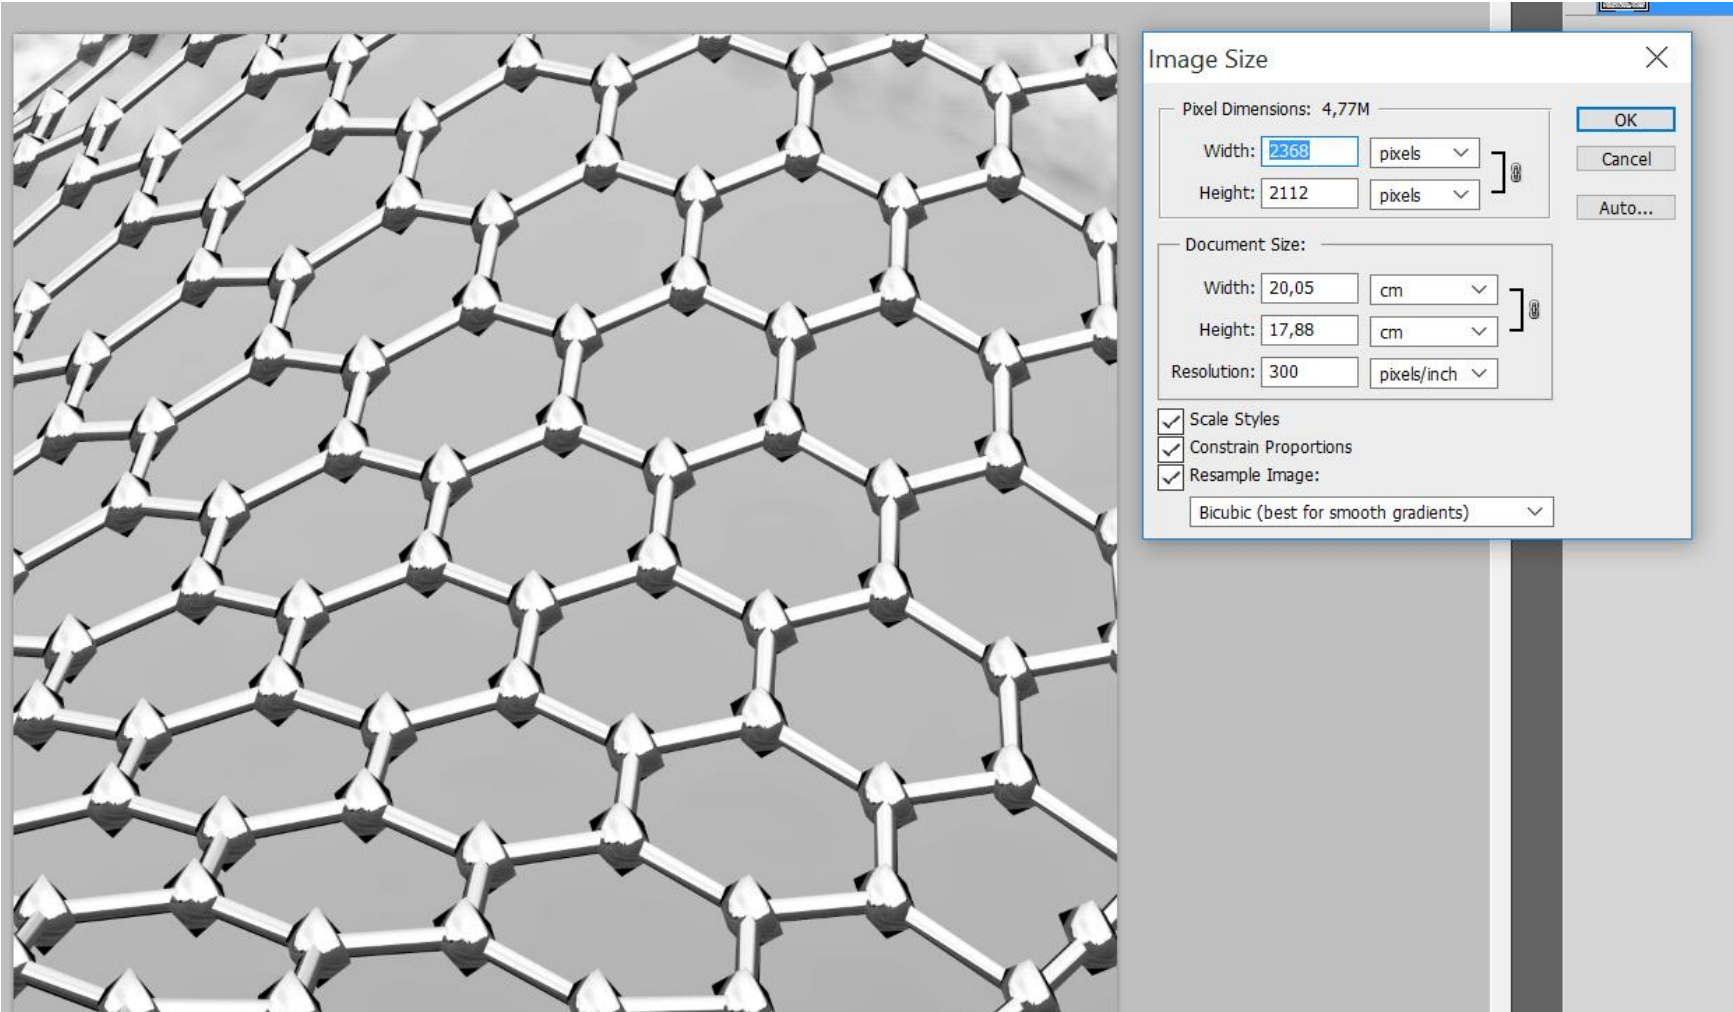 Image Size
Pixel Dimensions: 4,77M
OK
Width: 2368 pixels
Cancel
Height: 2112 pixels
Auto...
Document Size:
Width: 20,05 cm
Height: 17,88 cm
Resolution: 300 pixels/inch
Scale Styles
Constrain Proportions
Resample Image:
Bicubic (best for smooth gradients)